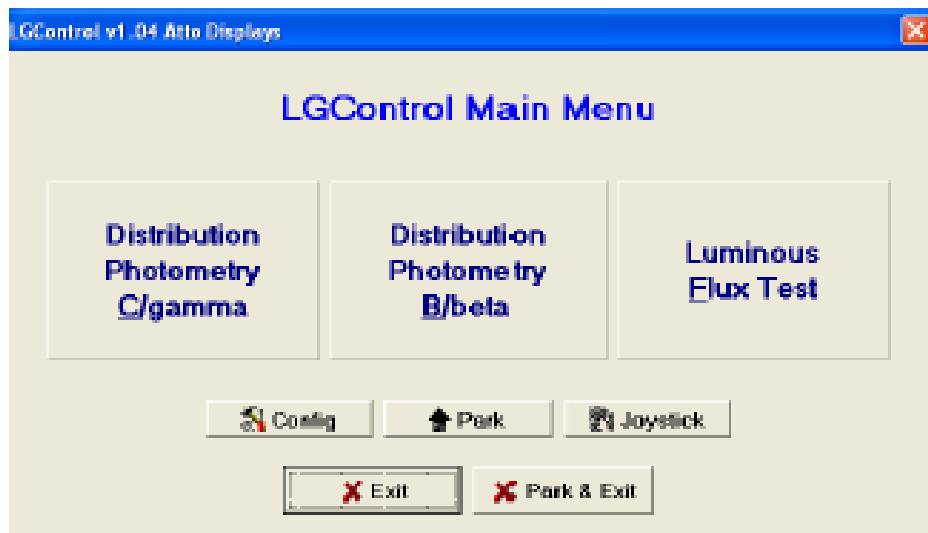 LGControl v1.04 Atto Displays
LGControl Main Menu
Distribution
Photometry
C/gamma
Distribution
Photometry
B/beta
Luminous
Flux Test
Config
Park
Joystick
Exit
Park & Exit